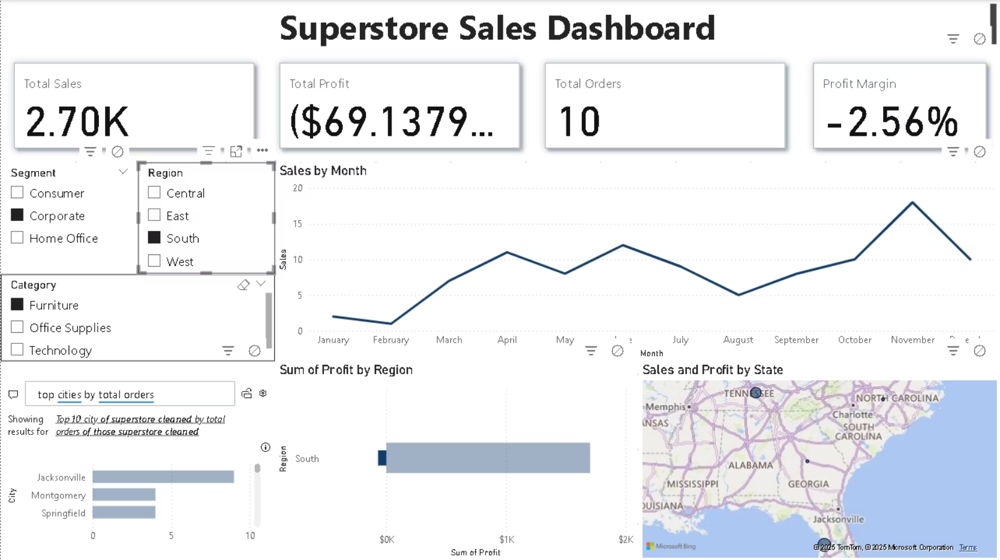 Superstore Sales Dashboard
Total Sales
2.70K
Total Profit
($69.1379...
Total Orders
10
Profit Margin
-2.56%
Segment
Consumer
Corporate
Home Office
Region
Central
East
South
West
Category
Furniture
Office Supplies
Technology
Sales by Month
20
15
10
5
0
Sales
January February March April May July August September October November
Month
top cities by total orders
Showing results for
Top 10 city of superstore cleaned by total
orders of those superstore cleaned
City
Jacksonville
Montgomery
Springfield
0 5 10
Sum of Profit by Region
Region
South
$0K $1K $2K
Sum of Profit
Sales and Profit by State
TENNESSEE
NORTH CAROLINA
Memphis
Charlotte
ANSAS
SOUTH
CAROLINA
ALABAMA
MISSISSIPPI
GEORGIA
OUISIANA
Jacksonville
Microsoft Bing
© 2025 TomTom, © 2025 Microsoft Corporation Terms